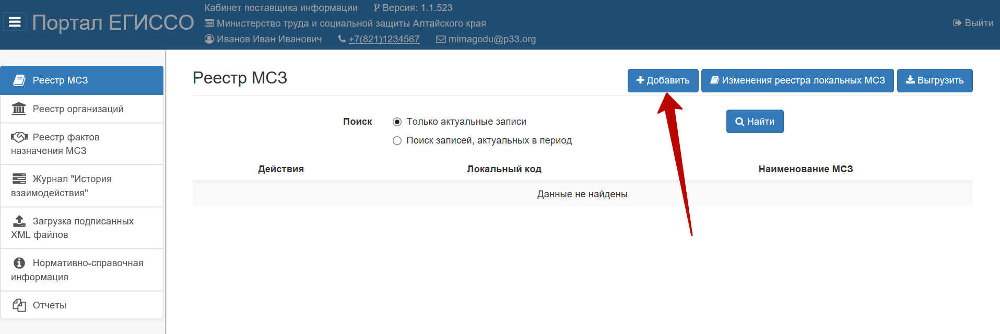 Портал ЕГИССО
Кабинет поставщика информации Версия: 1.1.523
Министерство труда и социальной защиты Алтайского края
Иванов Иван Иванович +7(821)1234567 mimagodu@p33.org
Выйти
Реестр МСЗ
Реестр организаций
Реестр фактов
назначения МСЗ
Журнал "История
взаимодействия"
Загрузка подписанных
XML файлов
Нормативно-справочная
информация
Отчеты
Реестр МСЗ
Добавить Изменения реестра локальных МСЗ Выгрузить
Поиск Только актуальные записи Найти
Поиск записей, актуальных в период
Действия Локальный код Наименование МСЗ
Данные не найдены